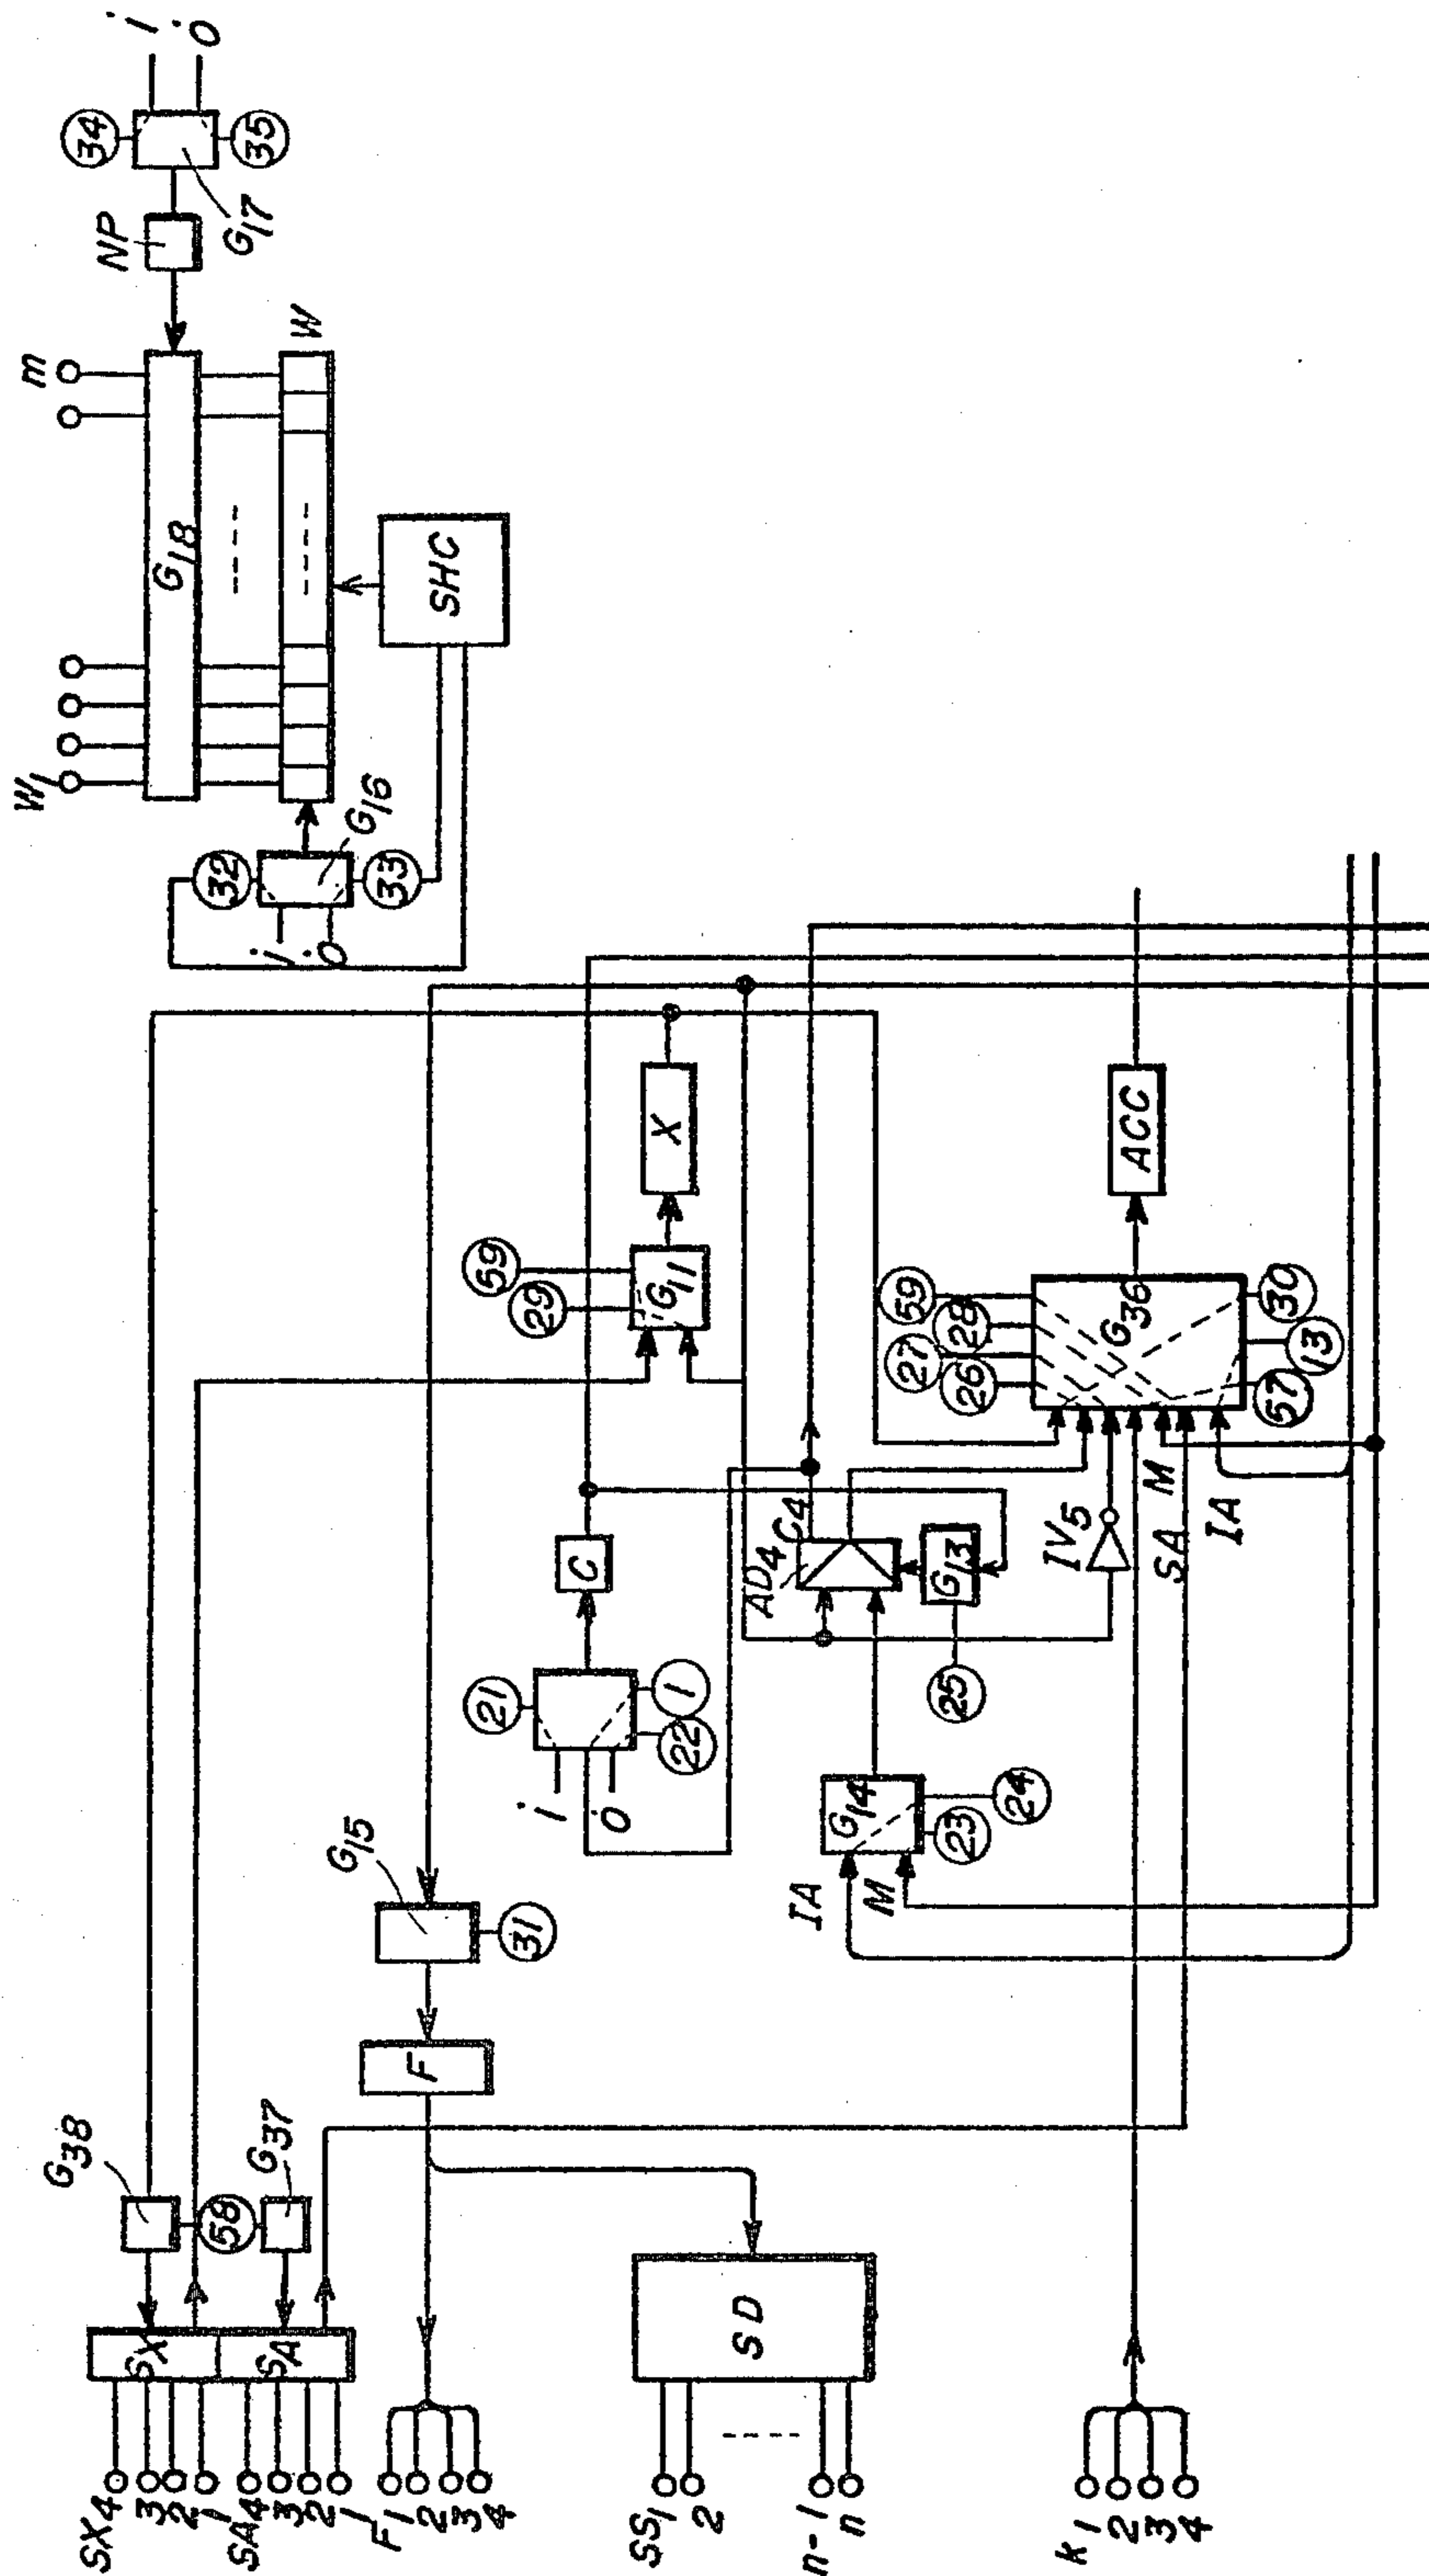 SX4
3
2
1
SA4
3
2
1
F1
2
3
4
SS1
2
n-1
n
k1
2
3
4
SX
SA
G38
58
G37
F
G15
31
SD
i
o
21
22
1
C
IA
M
G14
23
24
25
G13
AD4
C4
IV5
SA
M
IA
29
59
G11
X
26
27
28
59
G36
57
13
30
ACC
i
o
32
33
G16
W1
m
G18
W
SHC
NP
G17
34
35
i
o